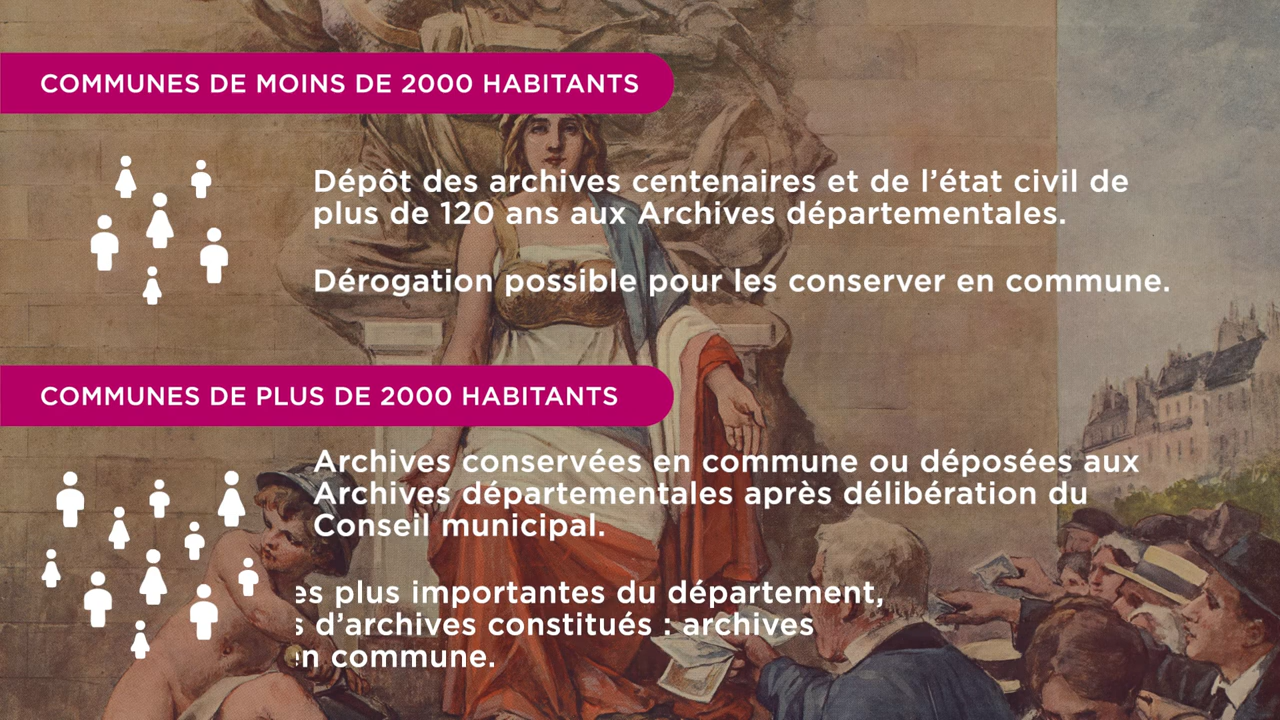 COMMUNES DE MOINS DE 2000 HABITANTS
Dépôt des archives centenaires et de l’état civil de
plus de 120 ans aux Archives départementales.
Dérogation possible pour les conserver en commune.
COMMUNES DE PLUS DE 2000 HABITANTS
Archives conservées en commune ou déposées aux
Archives départementales après délibération du
Conseil municipal.
plus importantes du département,
d’archives constitués : archives
commune.